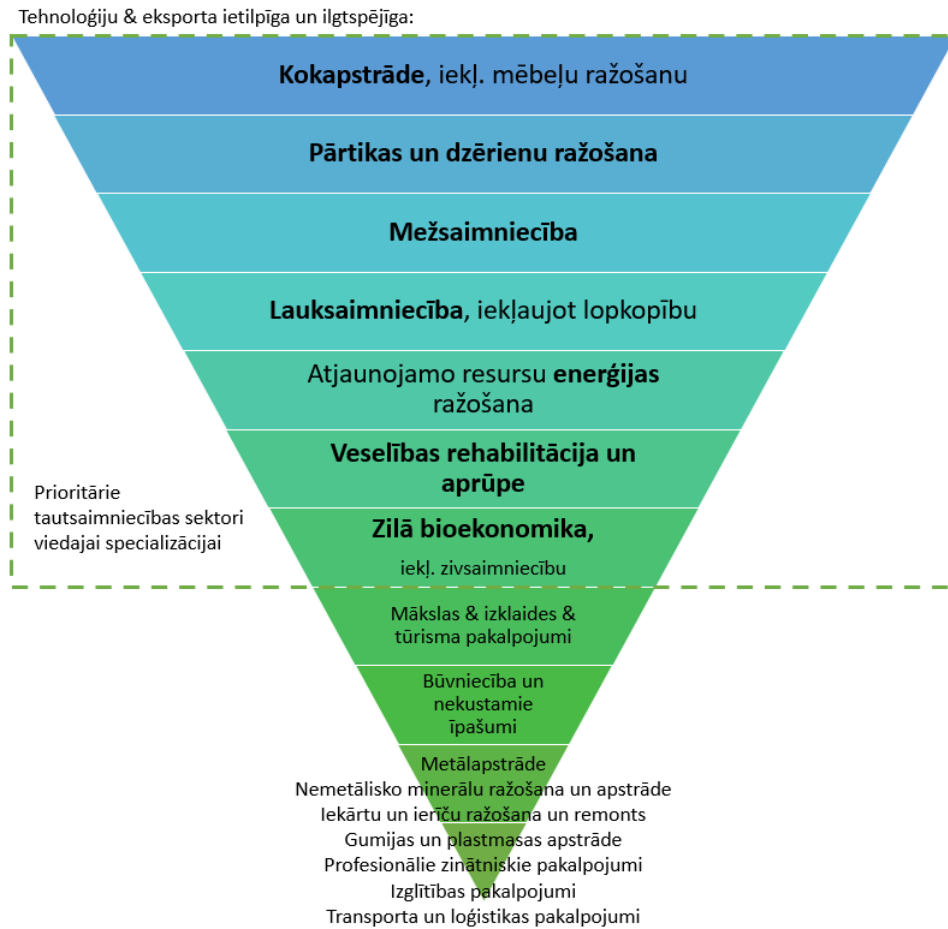 Tehnoloģiju & eksporta ietilpīga un ilgtspējīga:
Kokapstrāde, iekļ. mēbeļu ražošanu
Pārtikas un dzērienu ražošana
Mežsaimniecība
Lauksaimniecība, iekļaujot lopkopību
Atjaunojamo resursu enerģijas
ražošana
Veselības rehabilitācija un
aprūpe
Prioritārie
tautsaimniecības sektori
viedajai specializācijai
Zilā bioekonomika,
iekļ. zivsaimniecību
Mākslas & izklaides &
tūrisma pakalpojumi
Būvniecība un
nekustamie
īpašumi
Metālapstrāde
Nemetālisko minerālu ražošana un apstrāde
Iekārtu un ierīču ražošana un remonts
Gumijas un plastmasas apstrāde
Profesionālie zinātniskie pakalpojumi
Izglītības pakalpojumi
Transporta un loģistikas pakalpojumi